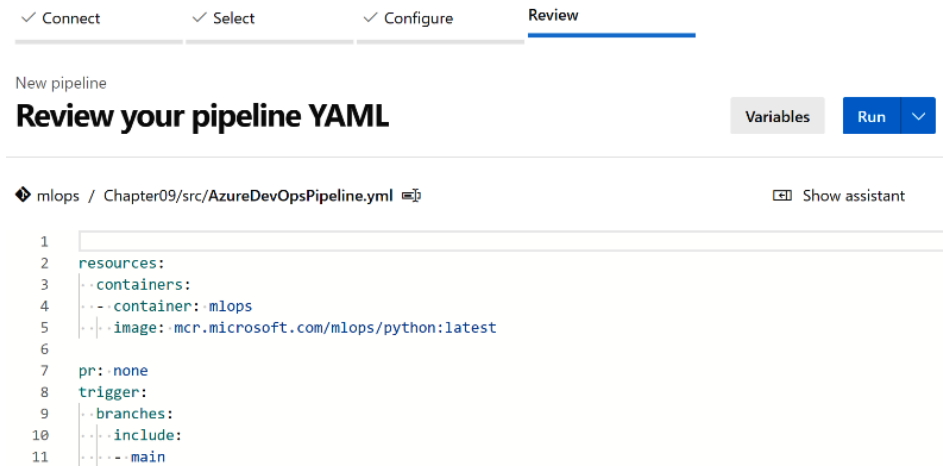 Connect Select Configure Review
New pipeline
Review your pipeline YAML
Variables Run
mlops / Chapter09/src/AzureDevOpsPipeline.yml Show assistant
1
2 resources:
3 containers:
4 - container: mlops
5 image: mcr.microsoft.com/mlops/python:latest
6
7 pr: none
8 trigger:
9 branches:
10 include:
11 - main